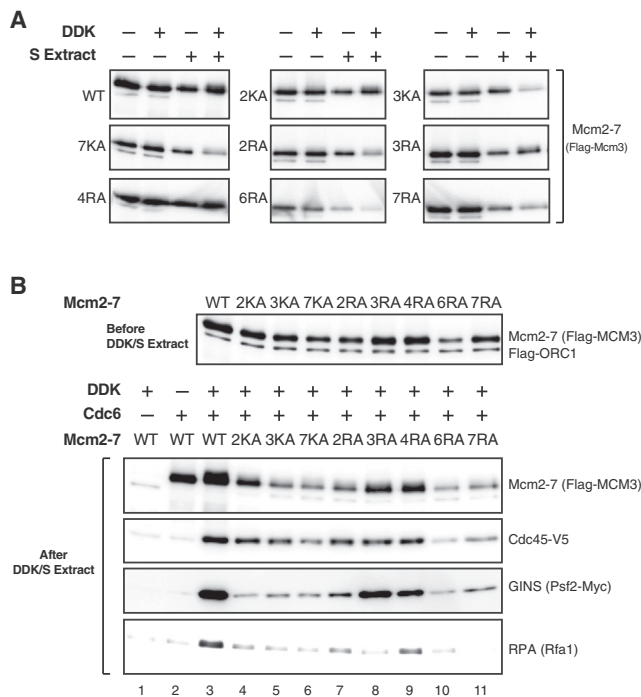 A
DDK − + − + − + − + − + − +
S Extract − − + + − − + + − − + +
WT 2KA 3KA
7KA 2RA 3RA
4RA 6RA 7RA
Mcm2-7
(Flag-Mcm3)
B
Mcm2-7 WT 2KA 3KA 7KA 2RA 3RA 4RA 6RA 7RA
Before
DDK/S Extract
Mcm2-7 (Flag-MCM3)
Flag-ORC1
DDK + − + + + + + + + + +
Cdc6 − + + + + + + + + + +
Mcm2-7 WT WT WT 2KA 3KA 7KA 2RA 3RA 4RA 6RA 7RA
Mcm2-7 (Flag-MCM3)
Cdc45-V5
After
DDK/S Extract
GINS (Psf2-Myc)
RPA (Rfa1)
1 2 3 4 5 6 7 8 9 10 11